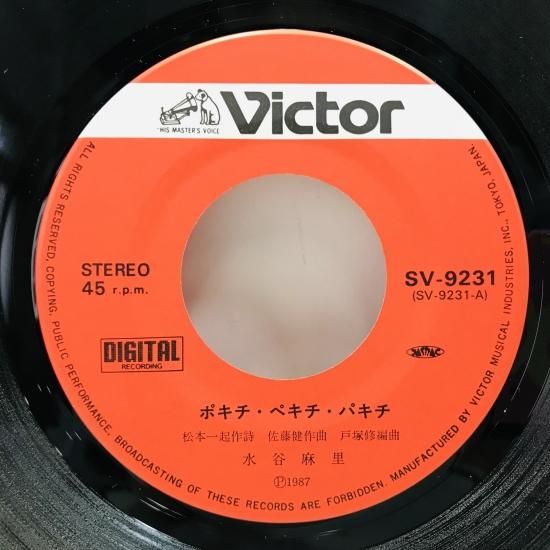 "HIS MASTER'S VOICE"
Victor
STEREO
45 r.p.m.
SV-9231
(SV-9231-A)
DIGITAL
RECORDING
JASRAC
ポキチ・ペキチ・パキチ
松本一起作詩 佐藤健作曲 戸塚修編曲
水谷麻里
Ⓟ1987
ALL RIGHTS RESERVED. COPYING, PUBLIC PERFORMANCE, BROADCASTING OF THESE RECORDS ARE FORBIDDEN. MANUFACTURED BY VICTOR MUSICAL INDUSTRIES, INC., TOKYO, JAPAN.